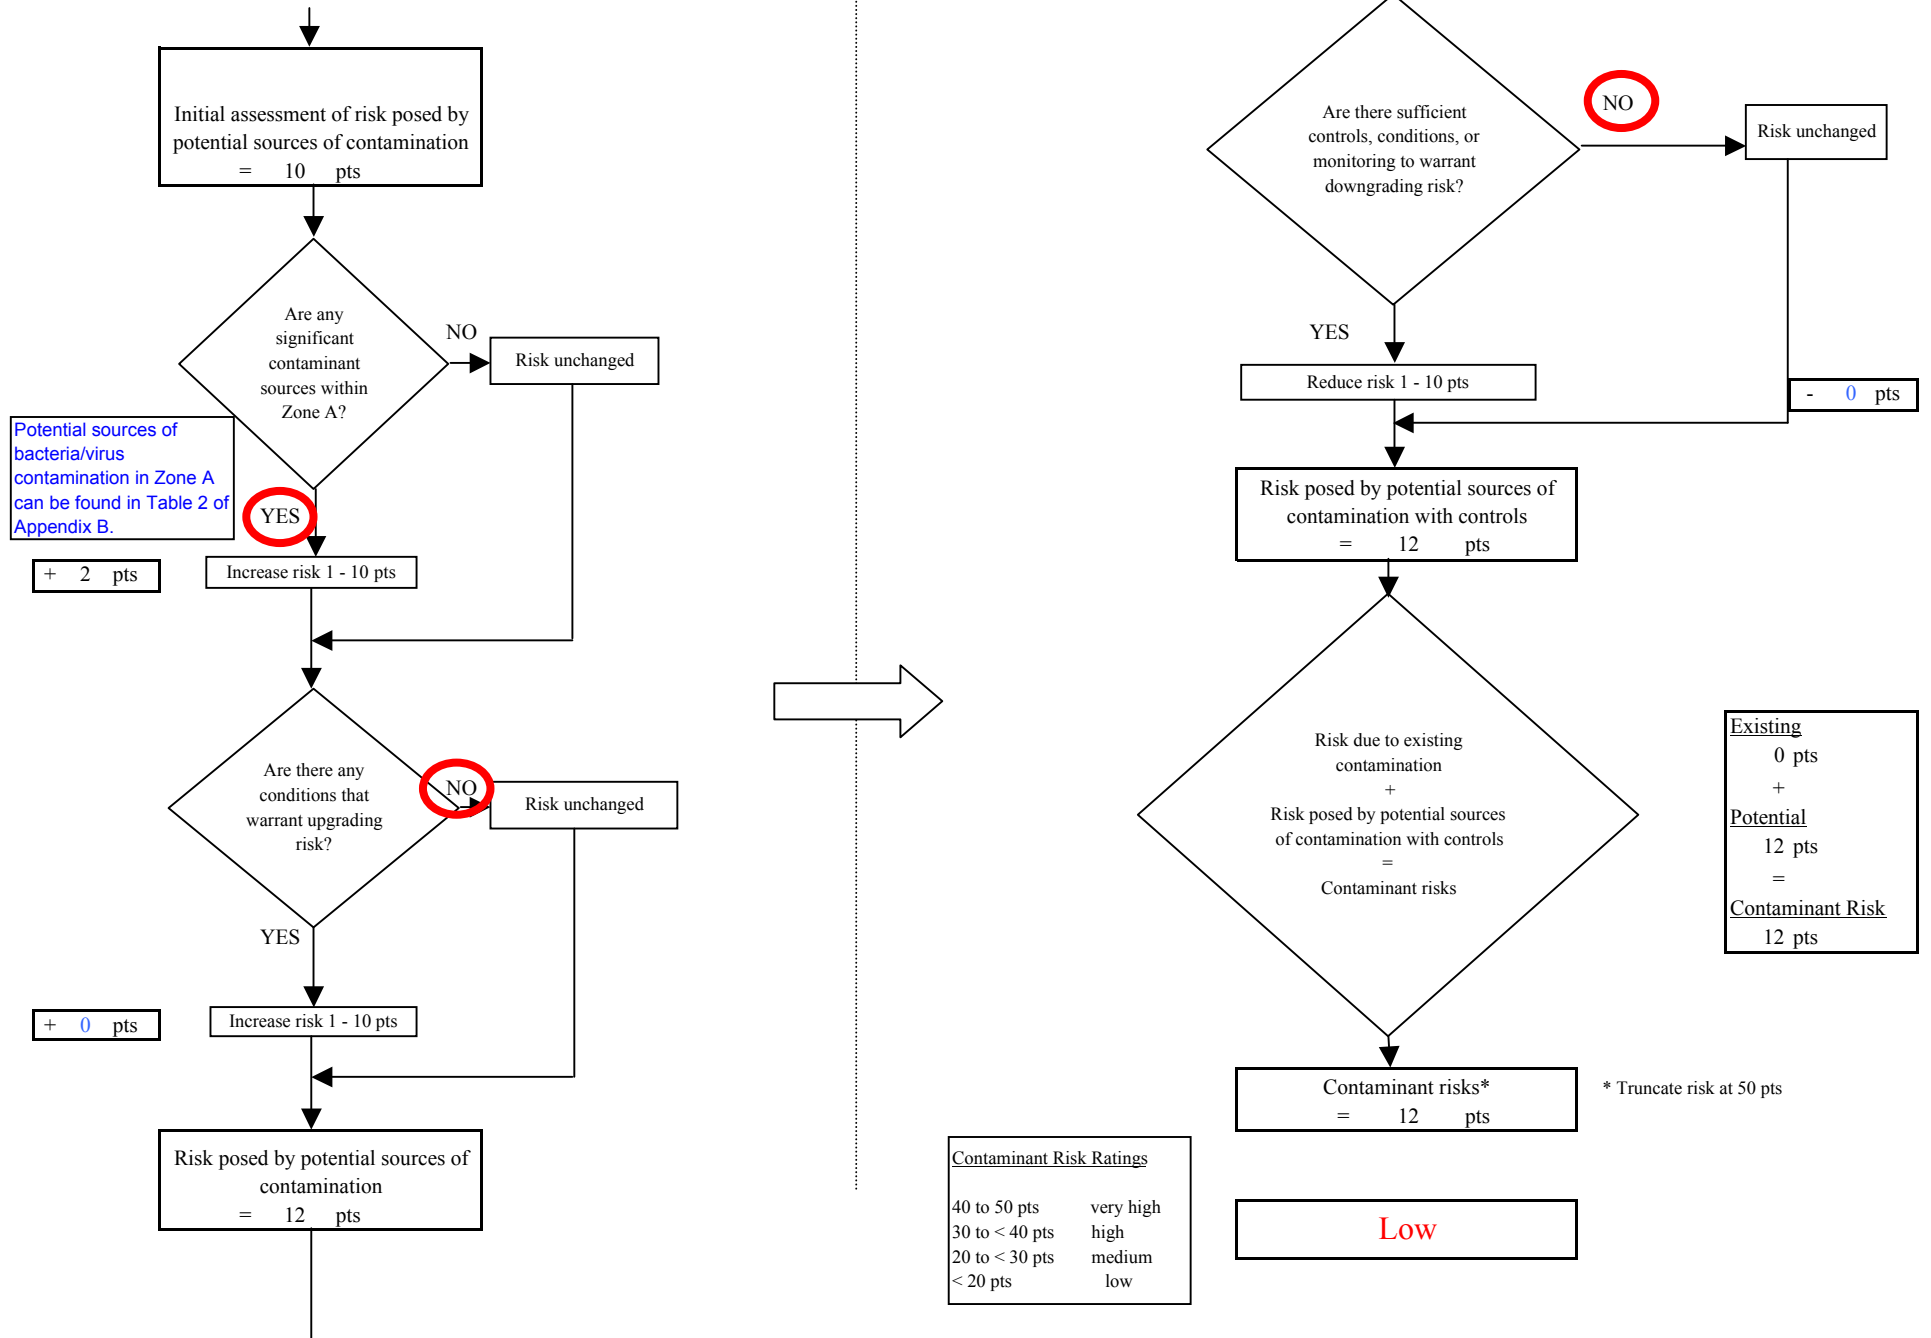 Initial assessment of risk posed by
potential sources of contamination
= 10 pts
Are any
significant
contaminant
sources within
Zone A?
NO
Risk unchanged
Potential sources of
bacteria/virus
contamination in Zone A
can be found in Table 2 of
Appendix B.
YES
+ 2 pts
Increase risk 1 - 10 pts
Are there any
conditions that
warrant upgrading
risk?
NO
Risk unchanged
YES
+ 0 pts
Increase risk 1 - 10 pts
Risk posed by potential sources of
contamination
= 12 pts
Are there sufficient
controls, conditions, or
monitoring to warrant
downgrading risk?
NO
Risk unchanged
YES
Reduce risk 1 - 10 pts
- 0 pts
Risk posed by potential sources of
contamination with controls
= 12 pts
Risk due to existing
contamination
+
Risk posed by potential sources
of contamination with controls
=
Contaminant risks
Existing
0 pts
+
Potential
12 pts
=
Contaminant Risk
12 pts
Contaminant risks*
= 12 pts
* Truncate risk at 50 pts
Contaminant Risk Ratings
40 to 50 pts very high
30 to < 40 pts high
20 to < 30 pts medium
< 20 pts low
Low